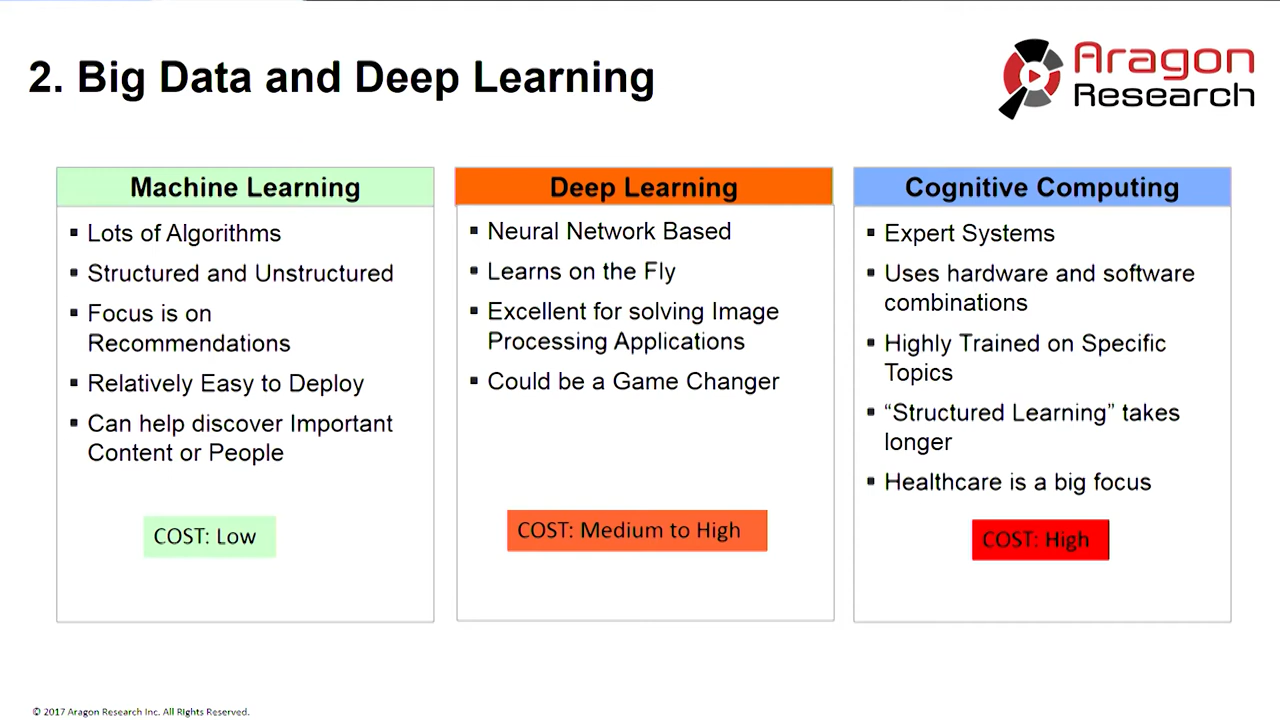 2. Big Data and Deep Learning
Aragon
Research
Machine Learning
▪ Lots of Algorithms
▪ Structured and Unstructured
▪ Focus is on
Recommendations
▪ Relatively Easy to Deploy
▪ Can help discover Important
Content or People
COST: Low
Deep Learning
▪ Neural Network Based
▪ Learns on the Fly
▪ Excellent for solving Image
Processing Applications
▪ Could be a Game Changer
COST: Medium to High
Cognitive Computing
▪ Expert Systems
▪ Uses hardware and software
combinations
▪ Highly Trained on Specific
Topics
▪ “Structured Learning” takes
longer
▪ Healthcare is a big focus
COST: High
© 2017 Aragon Research Inc. All Rights Reserved.